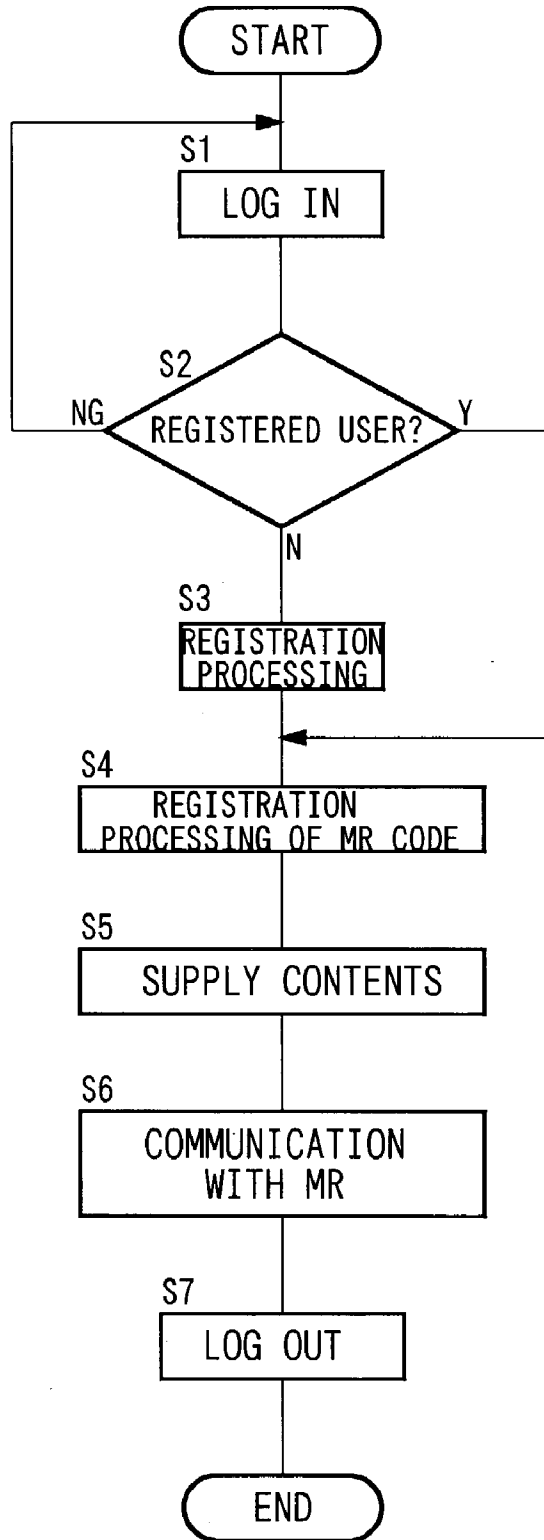 START
S1
LOG IN
S2
NG
REGISTERED USER?
Y
N
S3
REGISTRATION
PROCESSING
S4
REGISTRATION
PROCESSING OF MR CODE
S5
SUPPLY CONTENTS
S6
COMMUNICATION
WITH MR
S7
LOG OUT
END